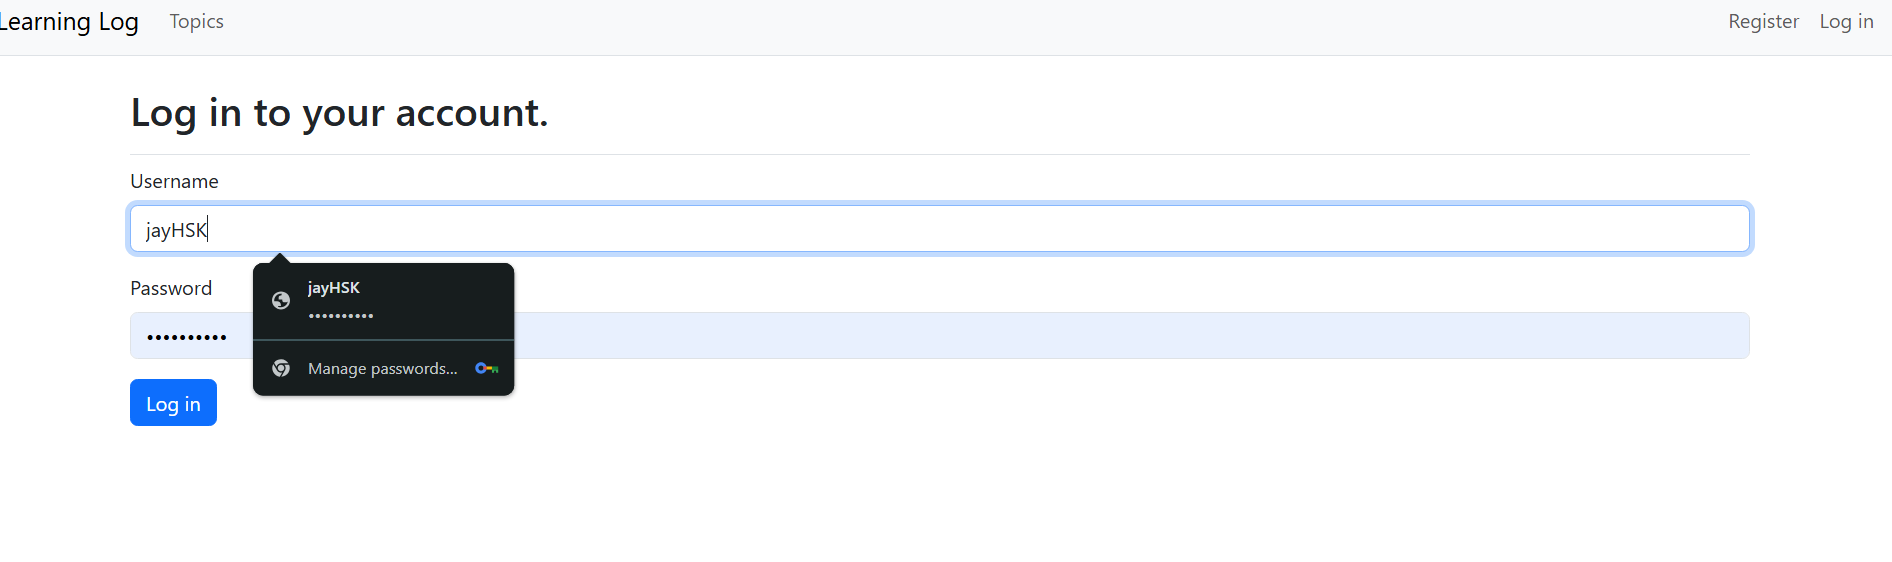 Learning Log Topics Register Log in
Log in to your account.
Username
jayHSK
Password
jayHSK
••••••••••
••••••••••
Manage passwords...
Log in